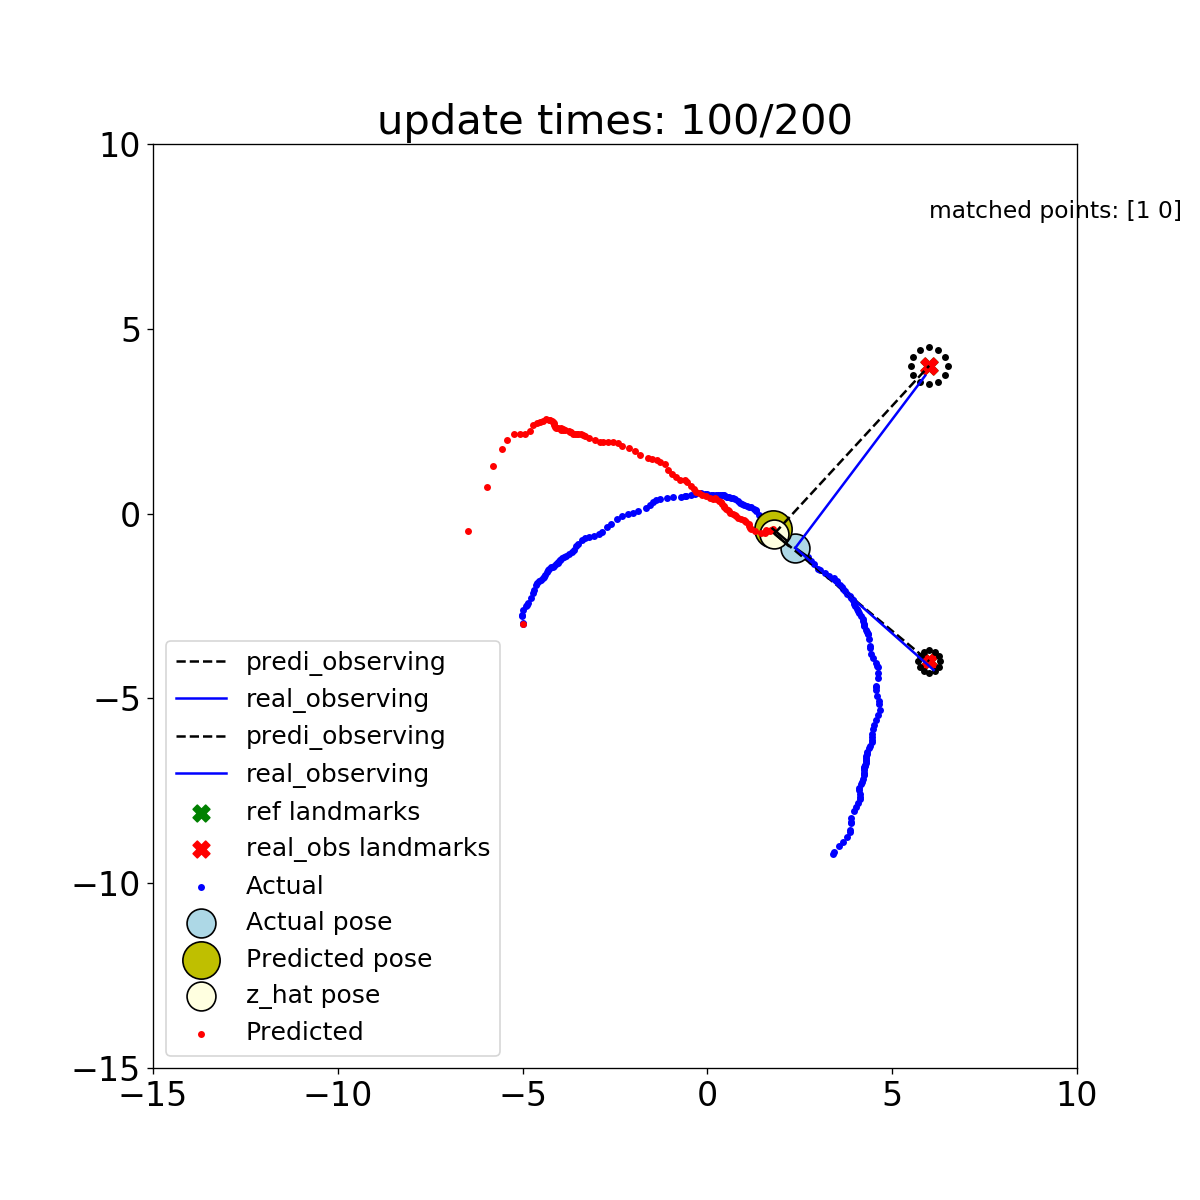 update times: 100/200
10
matched points: [1 0]
5
0
−5
−10
−15
predi_observing
real_observing
predi_observing
real_observing
ref landmarks
real_obs landmarks
Actual
Actual pose
Predicted pose
z_hat pose
Predicted
−15 −10 −5 0 5 10